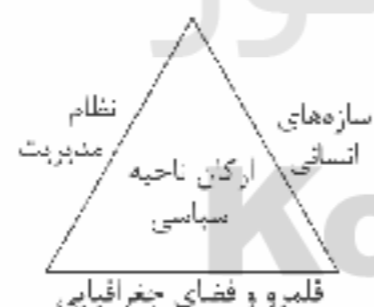 نظام
مدیریت
سازه‌های
انسانی
ارکان ناحیه
سیاسی
قلمرو و فضای جغرافیایی